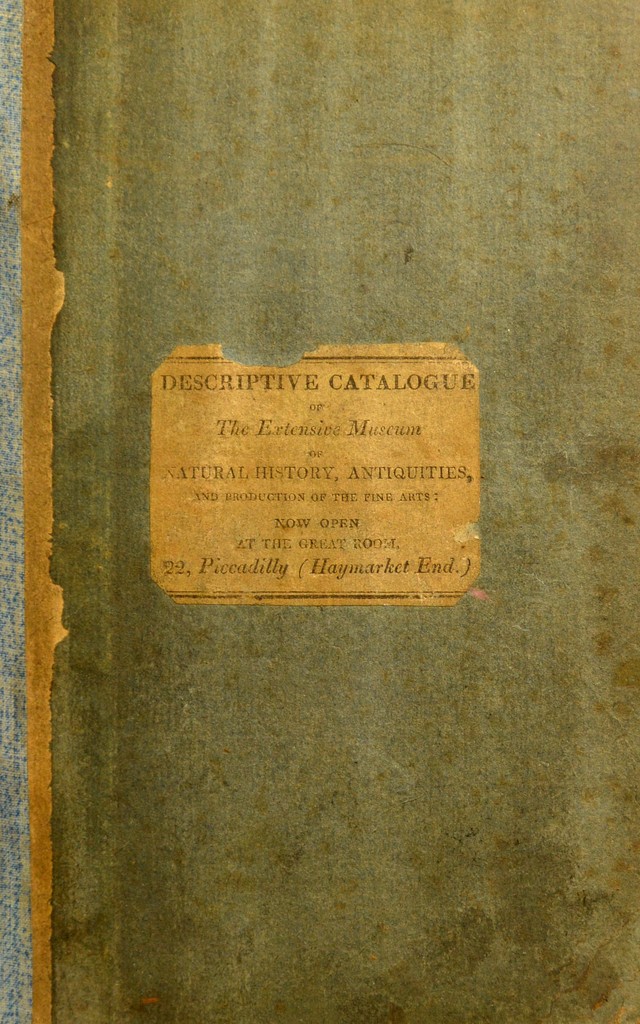 DESCRIPTIVE CATALOGUE
OF
The Extensive Museum
OF
NATURAL HISTORY, ANTIQUITIES,
AND PRODUCTION OF THE FINE ARTS:
NOW OPEN
AT THE GREAT ROOM,
22, Piccadilly (Haymarket End.)